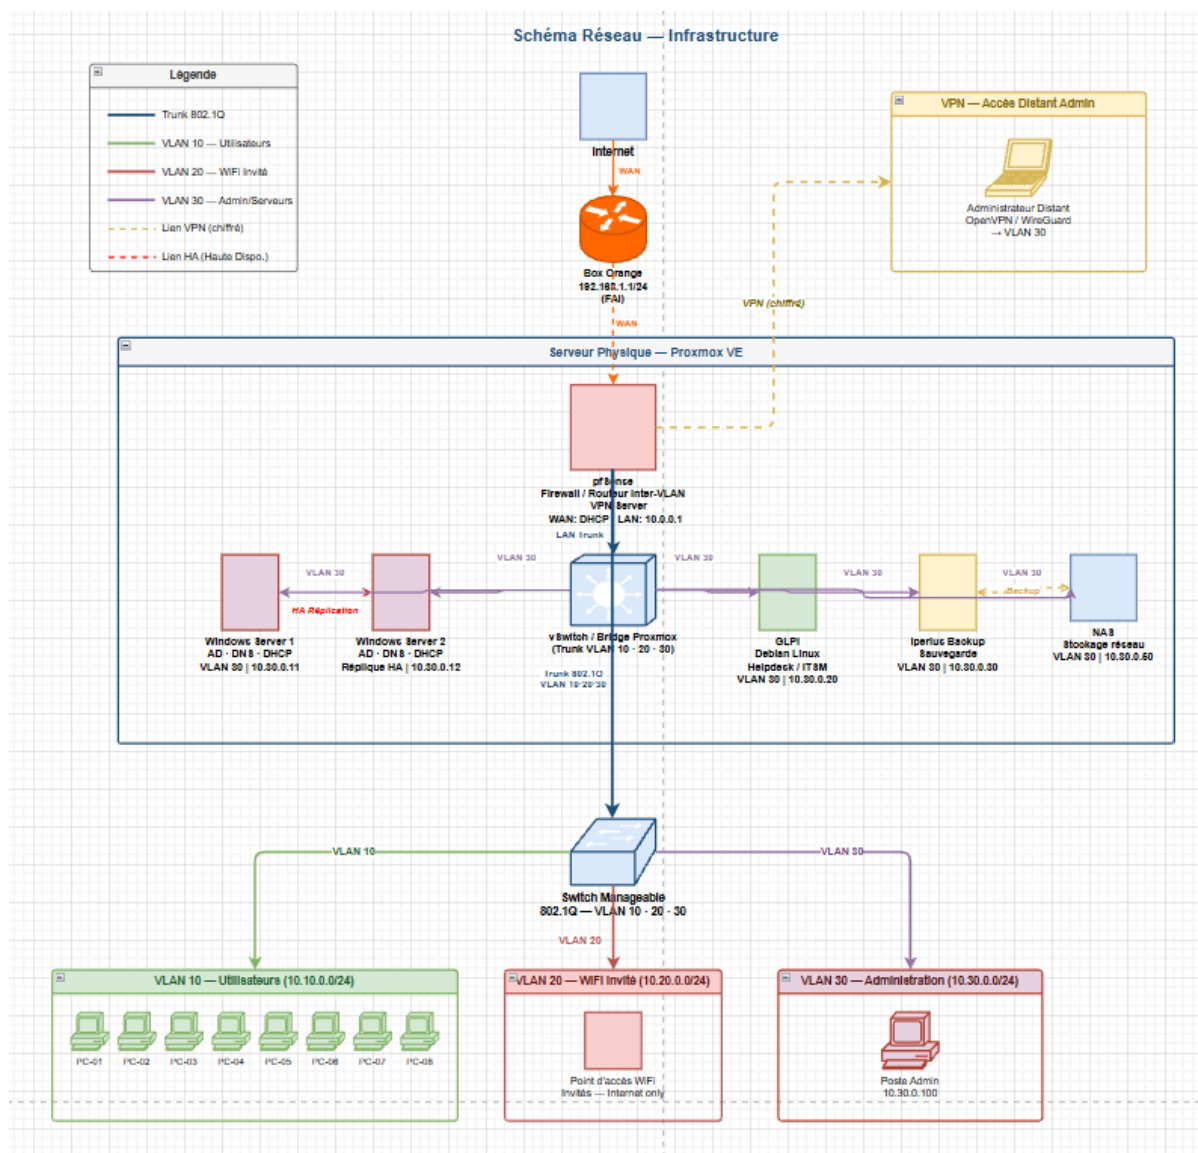 Schéma Réseau — Infrastructure
Légende
Trunk 802.1Q
VLAN 10 — Utilisateurs
VLAN 20 — WiFi Invité
VLAN 30 — Admin/Serveurs
Lien VPN (chiffré)
Lien HA (Haute Dispo.)
Internet
WAN
Box Orange
192.168.1.1/24
(FAI)
WAN
VPN — Accès Distant Admin
Administrateur Distant
OpenVPN / WireGuard
→ VLAN 30
VPN (chiffré)
Serveur Physique — Proxmox VE
pfSense
Firewall / Routeur Inter-VLAN
VPN Server
WAN: DHCP | LAN: 10.0.0.1
LAN Trunk
VLAN 30
VLAN 30
VLAN 30
VLAN 30
VLAN 30
HA Réplication
Backup
Windows Server 1
AD · DNS · DHCP
VLAN 30 | 10.30.0.11
Windows Server 2
AD · DNS · DHCP
Réplique HA | 10.30.0.12
vSwitch / Bridge Proxmox
(Trunk VLAN 10 · 20 · 30)
GLPI
Debian Linux
Helpdesk / ITSM
VLAN 30 | 10.30.0.20
Iperius Backup
Sauvegarde
VLAN 30 | 10.30.0.30
NAS
Stockage réseau
VLAN 30 | 10.30.0.50
Trunk 802.1Q
VLAN 10-20-30
Switch Manageable
802.1Q — VLAN 10 · 20 · 30
VLAN 10
VLAN 30
VLAN 20
VLAN 10 — Utilisateurs (10.10.0.0/24)
PC-01
PC-02
PC-03
PC-04
PC-05
PC-06
PC-07
PC-08
VLAN 20 — WiFi Invité (10.20.0.0/24)
Point d'accès WiFi
Invités — Internet only
VLAN 30 — Administration (10.30.0.0/24)
Poste Admin
10.30.0.100